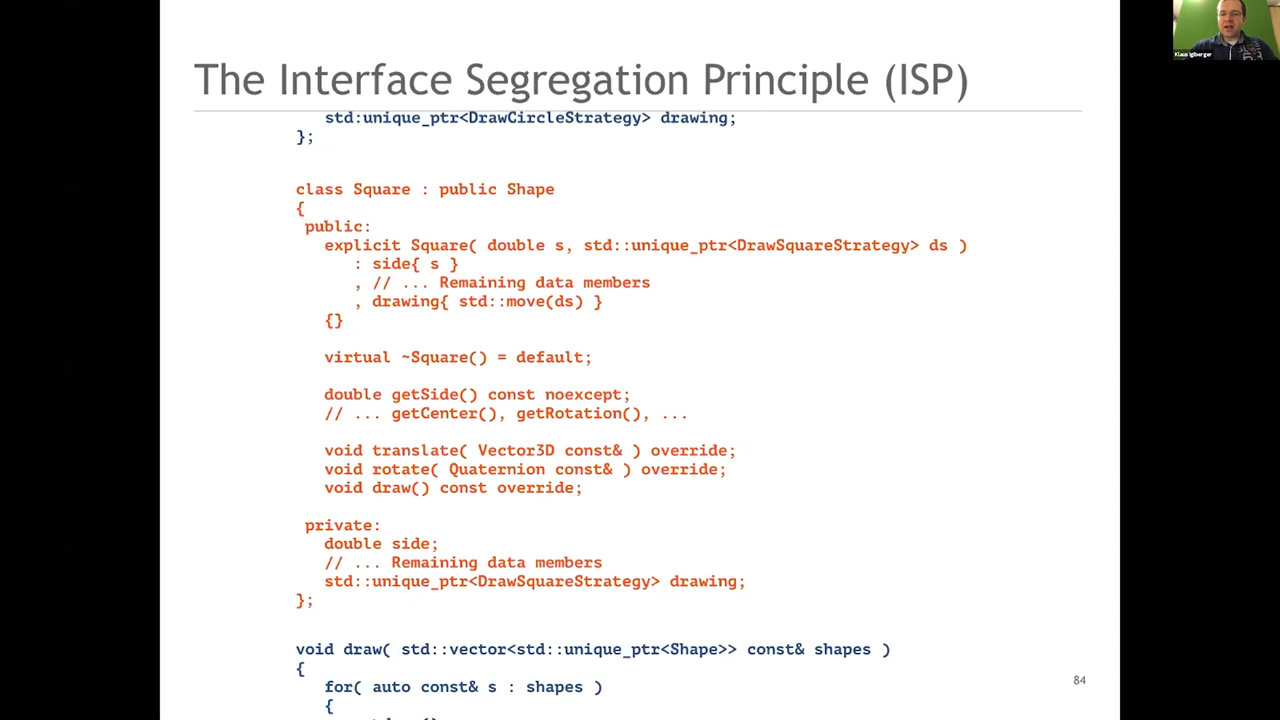 Klaus Iglberger
The Interface Segregation Principle (ISP)
std:unique_ptr<DrawCircleStrategy> drawing;
};
class Square : public Shape
{
public:
explicit Square( double s, std::unique_ptr<DrawSquareStrategy> ds )
: side{ s }
, // ... Remaining data members
, drawing{ std::move(ds) }
{}
virtual ~Square() = default;
double getSide() const noexcept;
// ... getCenter(), getRotation(), ...
void translate( Vector3D const& ) override;
void rotate( Quaternion const& ) override;
void draw() const override;
private:
double side;
// ... Remaining data members
std::unique_ptr<DrawSquareStrategy> drawing;
};
void draw( std::vector<std::unique_ptr<Shape>> const& shapes )
{
for( auto const& s : shapes )
{
84